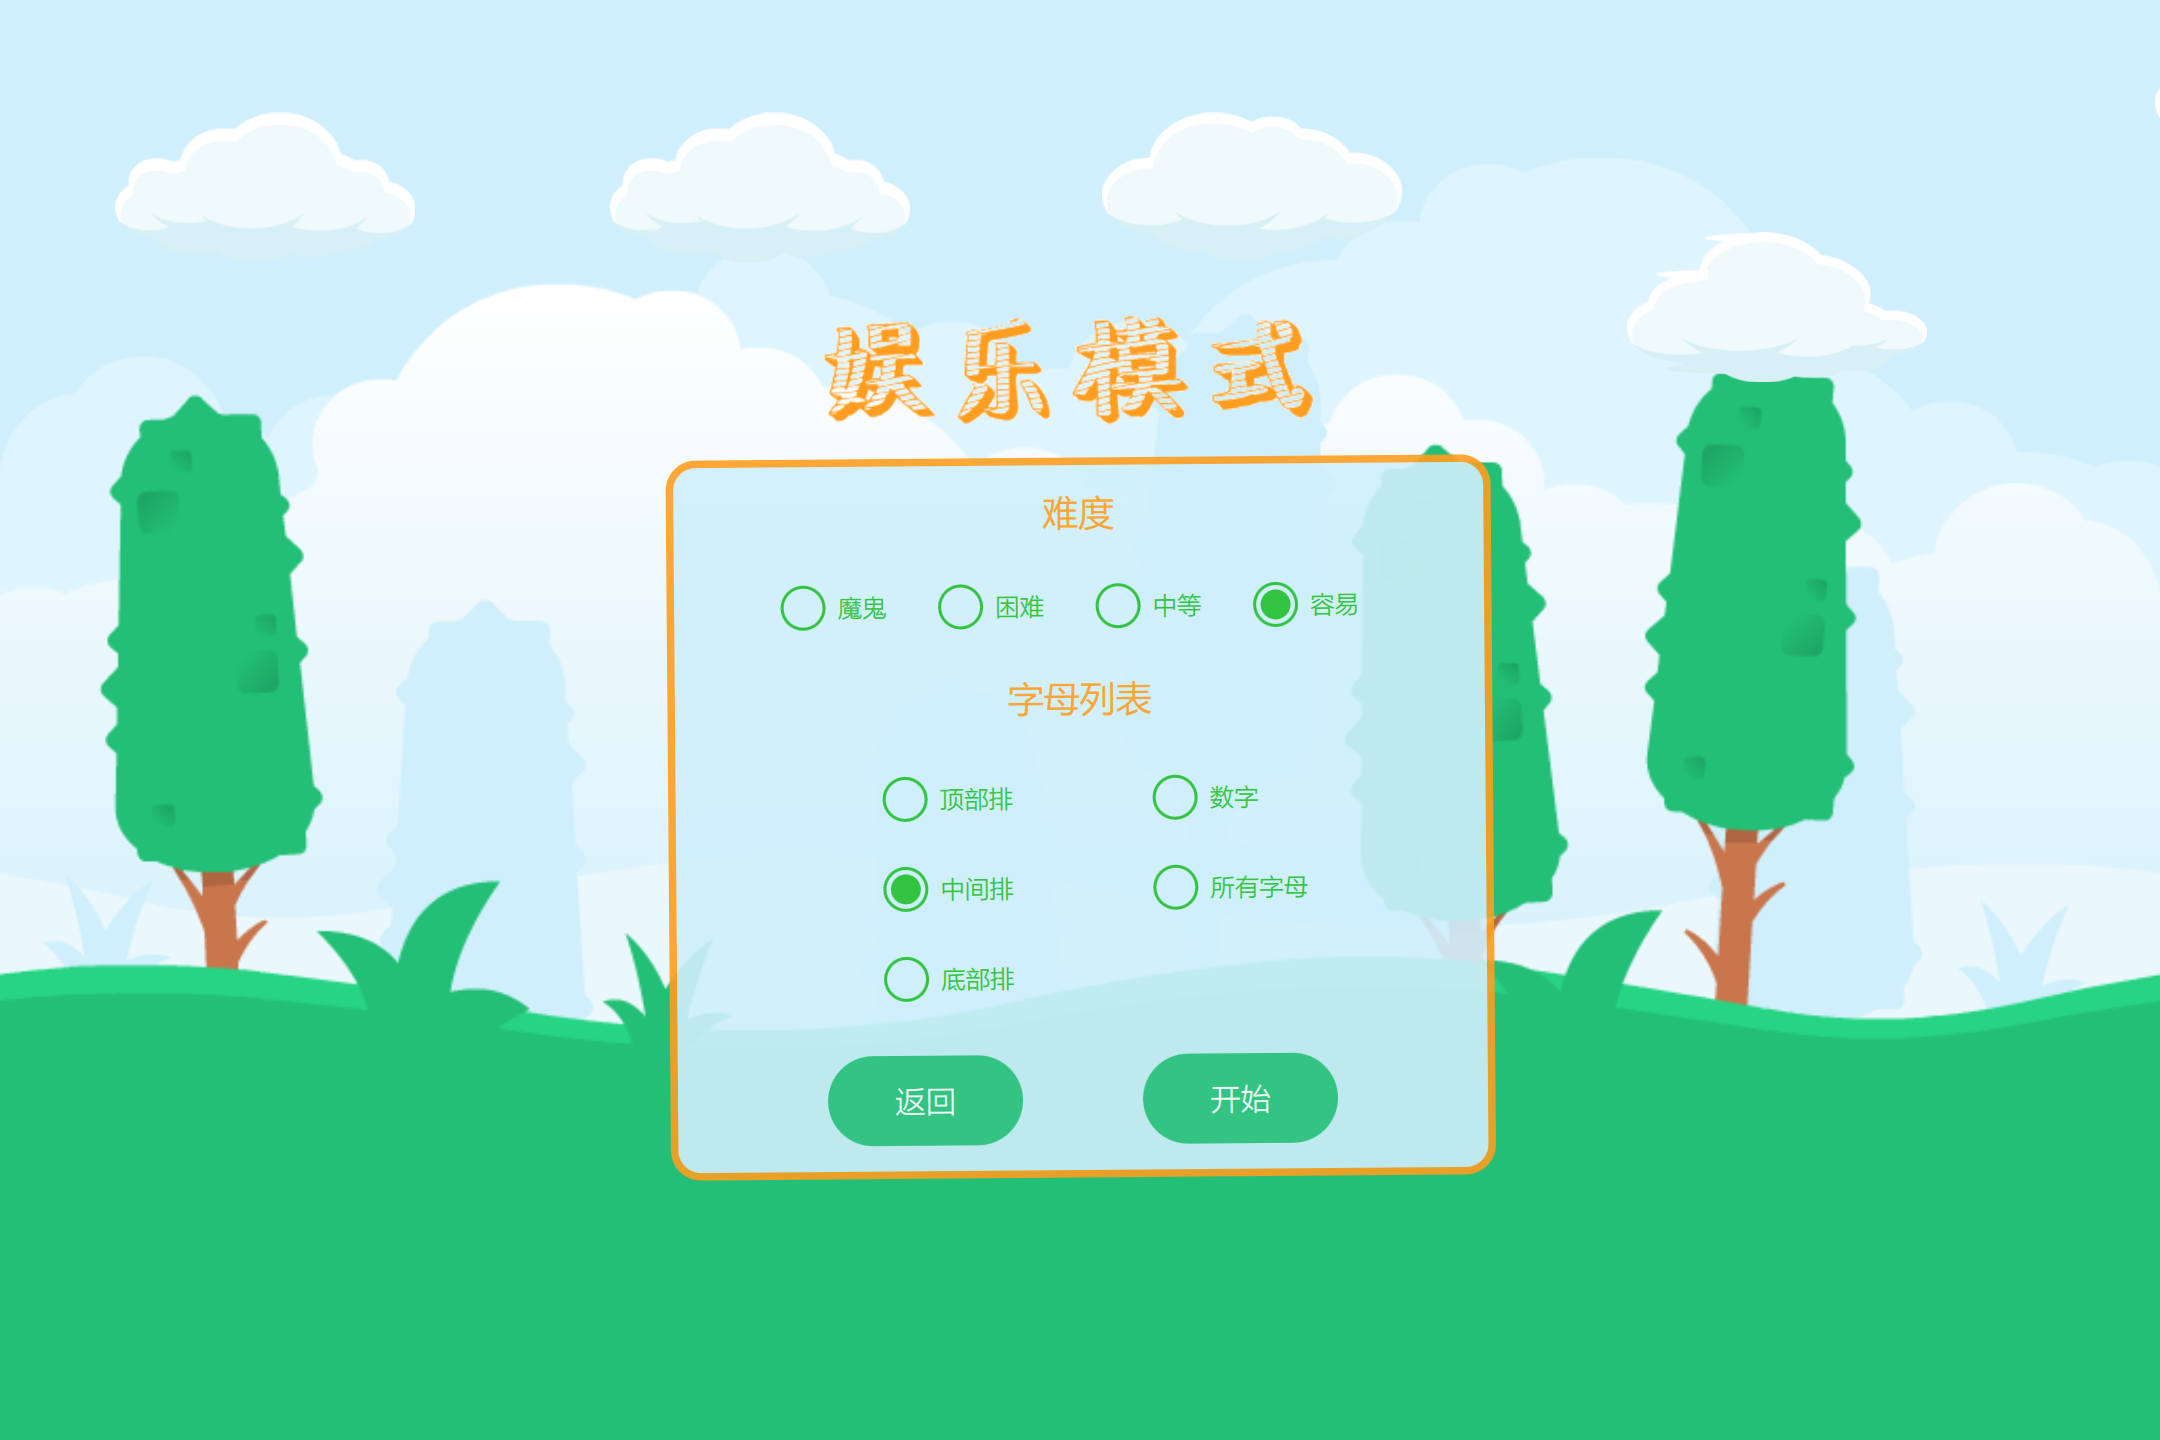 娱乐模式
难度
魔鬼 困难 中等 容易
字母列表
顶部排 数字
中间排 所有字母
底部排
返回 开始